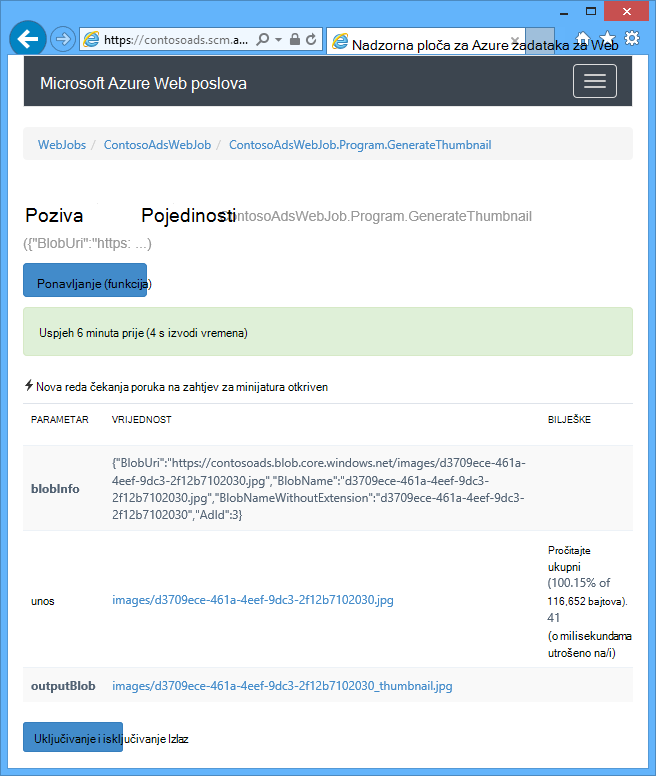 https://contosoads.scm.a...
Nadzorna ploča za Azure zadataka za Web
Microsoft Azure Web poslova
WebJobs / ContosoAdsWebJob / ContosoAdsWebJob.Program.GenerateThumbnail
Poziva Pojedinosti ContosoAdsWebJob.Program.GenerateThumbnail
({"BlobUri":"https: ...)
Ponavljanje (funkcija)
Uspjeh 6 minuta prije (4 s izvodi vremena)
Nova reda čekanja poruka na zahtjev za minijatura otkriven
PARAMETAR VRIJEDNOST BILJEŠKE
blobInfo
{"BlobUri":"https://contosoads.blob.core.windows.net/images/d3709ece-461a-
4eef-9dc3-2f12b7102030.jpg","BlobName":"d3709ece-461a-4eef-9dc3-
2f12b7102030.jpg","BlobNameWithoutExtension":"d3709ece-461a-4eef-9dc3-
2f12b7102030","AdId":3}
unos
images/d3709ece-461a-4eef-9dc3-2f12b7102030.jpg
Pročitajte
ukupni
(100.15% of
116,652 bajtova).
41
(o milisekundama
utrošeno na/i)
outputBlob images/d3709ece-461a-4eef-9dc3-2f12b7102030_thumbnail.jpg
Uključivanje i isključivanje Izlaz